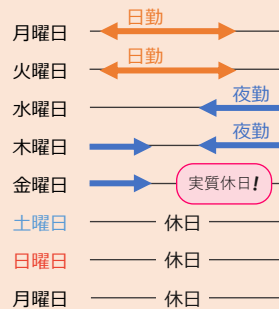 日勤
月曜日
日勤
火曜日
夜勤
水曜日
夜勤
木曜日
金曜日 実質休日!
土曜日 休日
日曜日 休日
月曜日 休日